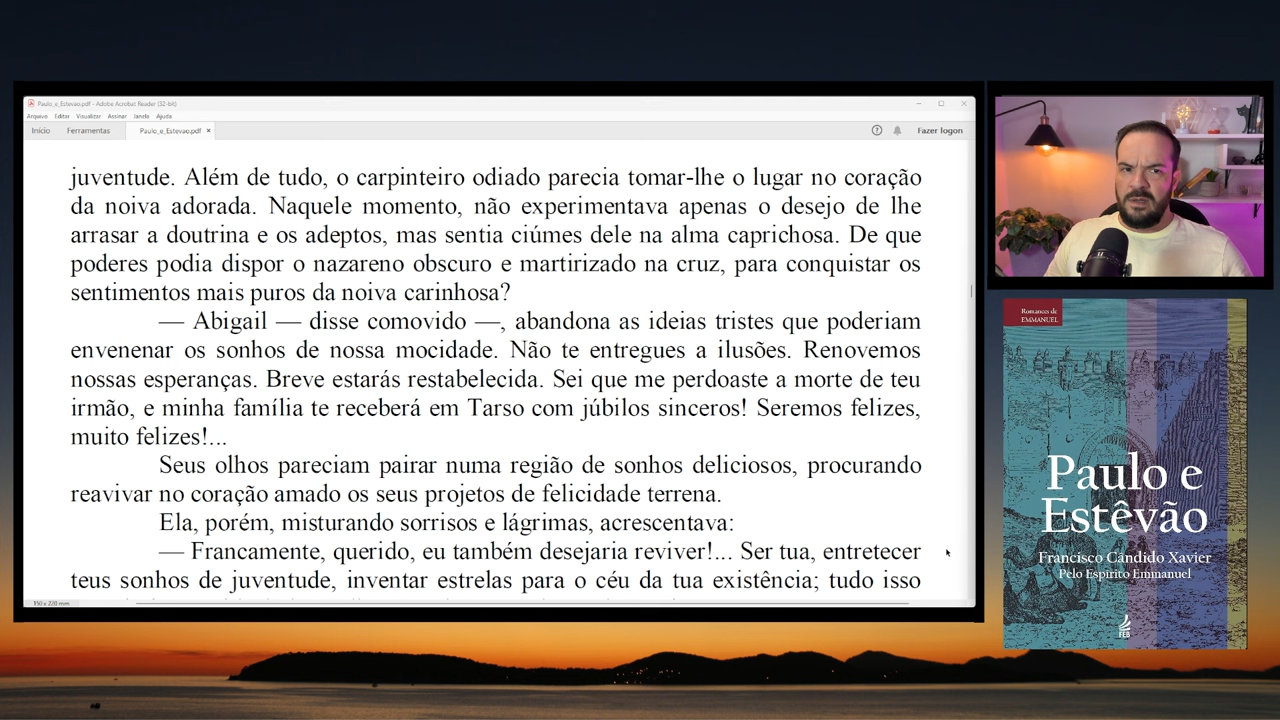 Paulo_e_Estevao.pdf - Adobe Acrobat Reader (32-bit)
Arquivo Editar Visualizar Assinar Janela Ajuda
Início Ferramentas Paulo_e_Estevao.pdf × Fazer logon
juventude. Além de tudo, o carpinteiro odiado parecia tomar-lhe o lugar no coração
da noiva adorada. Naquele momento, não experimentava apenas o desejo de lhe
arrasar a doutrina e os adeptos, mas sentia ciúmes dele na alma caprichosa. De que
poderes podia dispor o nazareno obscuro e martirizado na cruz, para conquistar os
sentimentos mais puros da noiva carinhosa?
— Abigail — disse comovido —, abandona as ideias tristes que poderiam
envenenar os sonhos de nossa mocidade. Não te entregues a ilusões. Renovemos
nossas esperanças. Breve estarás restabelecida. Sei que me perdoaste a morte de teu
irmão, e minha família te receberá em Tarso com júbilos sinceros! Seremos felizes,
muito felizes!...
Seus olhos pareciam pairar numa região de sonhos deliciosos, procurando
reavivar no coração amado os seus projetos de felicidade terrena.
Ela, porém, misturando sorrisos e lágrimas, acrescentava:
— Francamente, querido, eu também desejaria reviver!... Ser tua, entretecer
teus sonhos de juventude, inventar estrelas para o céu da tua existência; tudo isso
150 x 220 mm
Romances de
EMMANUEL
Paulo e
Estêvão
Francisco Cândido Xavier
Pelo Espírito Emmanuel
FEB